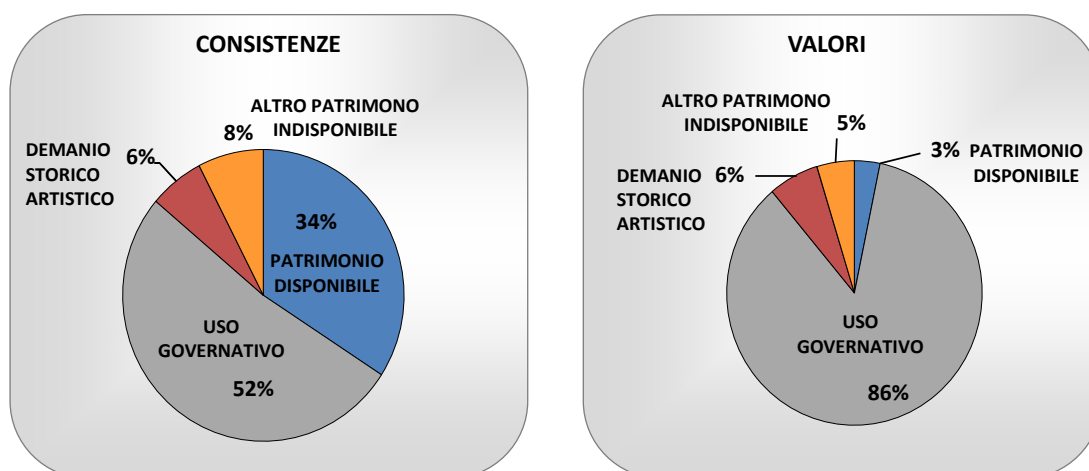 CONSISTENZE
ALTRO PATRIMONO
INDISPONIBILE
8%
DEMANIO
STORICO
ARTISTICO
6%
34%
PATRIMONIO
DISPONIBILE
USO
GOVERNATIVO
52%
VALORI
ALTRO PATRIMONO
INDISPONIBILE
5%
3% PATRIMONIO
DISPONIBILE
DEMANIO
STORICO
ARTISTICO
6%
USO
GOVERNATIVO
86%